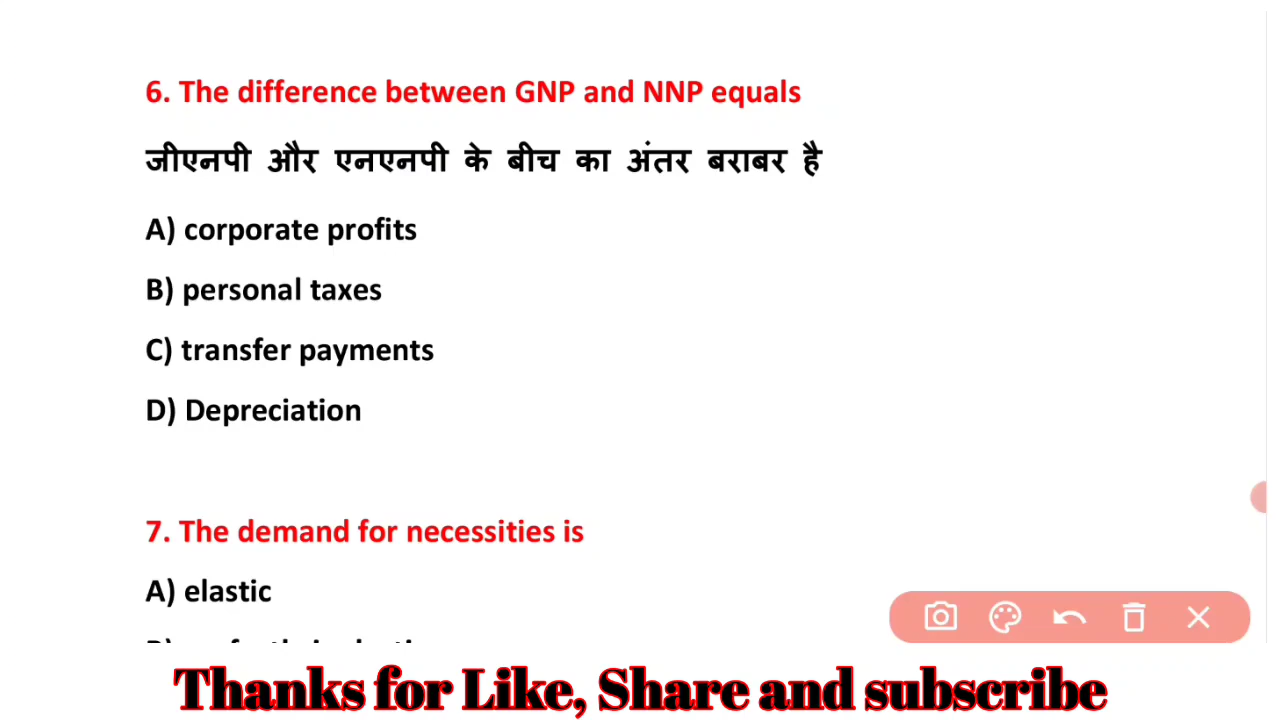 6. The difference between GNP and NNP equals
जीएनपी और एनएनपी के बीच का अंतर बराबर है
A) corporate profits
B) personal taxes
C) transfer payments
D) Depreciation
7. The demand for necessities is
A) elastic
Thanks for Like, Share and subscribe